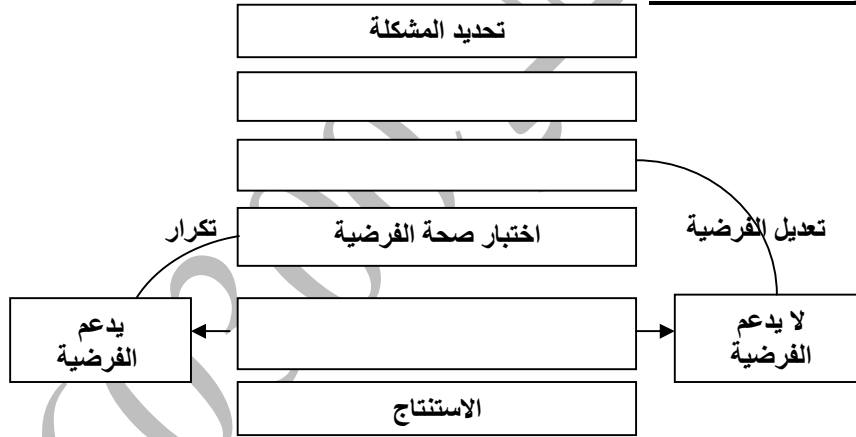 تحديد المشكلة
تكرار
اختبار صحة الفرضية
تعديل الفرضية
يدعم
الفرضية
لا يدعم
الفرضية
الاستنتاج